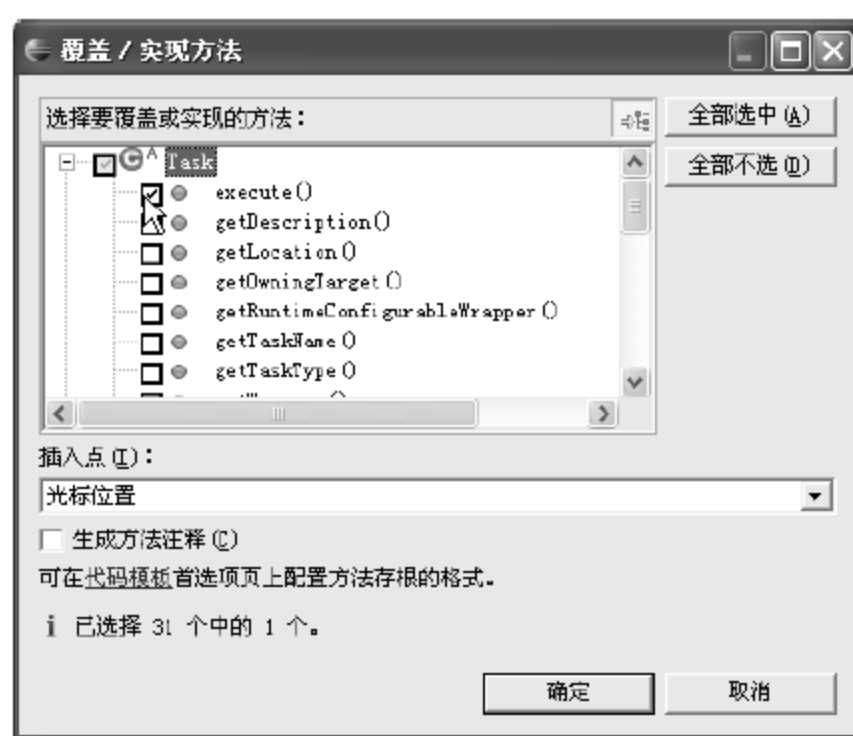 覆盖 / 实现方法
选择要覆盖或实现的方法：
全部选中(A)
全部不选(D)
Task
execute()
getDescription()
getLocation()
getOwningTarget()
getRuntimeConfigurableWrapper()
getTaskName()
getTaskType()
插入点(I)：
光标位置
生成方法注释(C)
可在代码模板首选项页上配置方法存根的格式。
i 已选择 31 个中的 1 个。
确定
取消